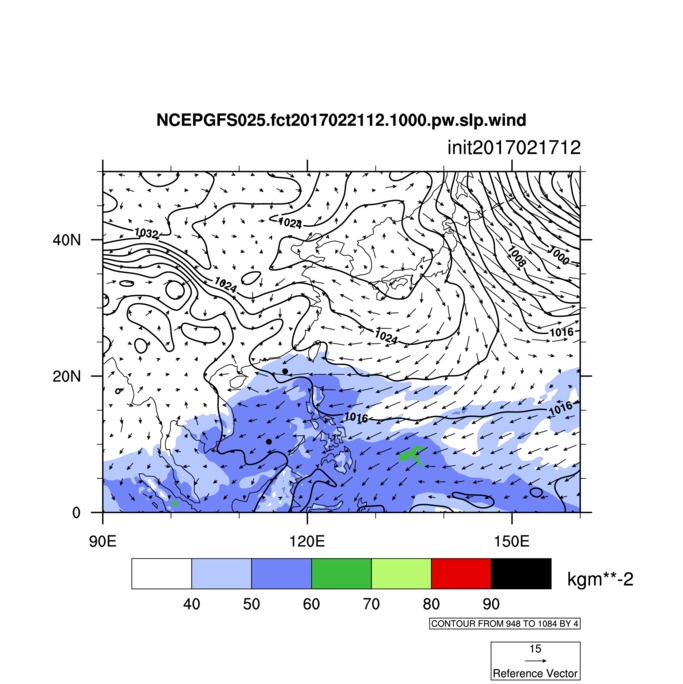 NCEPGFS025.fct2017022112.1000.pw.slp.wind
init2017021712
1032
1024
1008
1000
40N
1024
1024
1016
20N
1016
1016
0
90E 120E 150E
kgm**-2
40 50 60 70 80 90
CONTOUR FROM 948 TO 1084 BY 4
15
Reference Vector